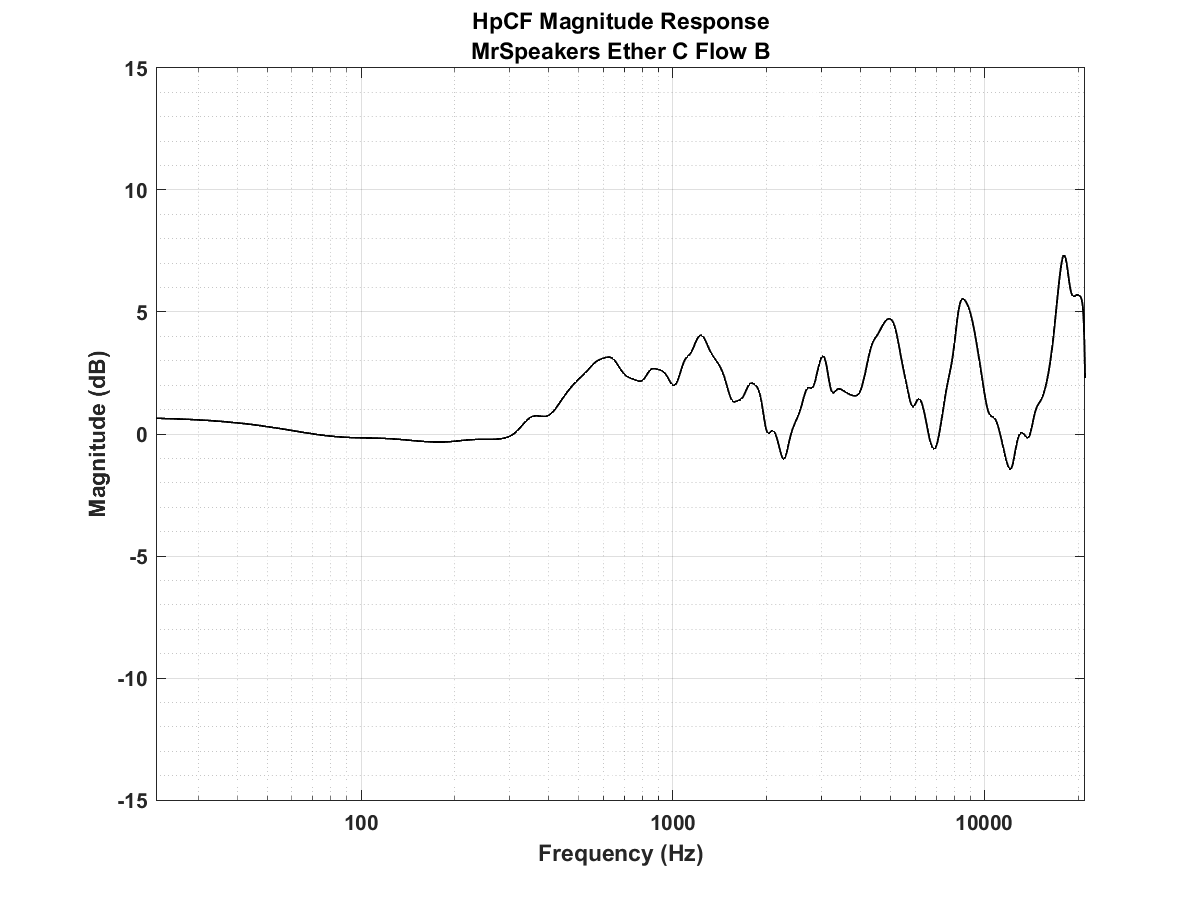 HpCF Magnitude Response
MrSpeakers Ether C Flow B
15
10
5
0
-5
-10
-15
Magnitude (dB)
100 1000 10000
Frequency (Hz)